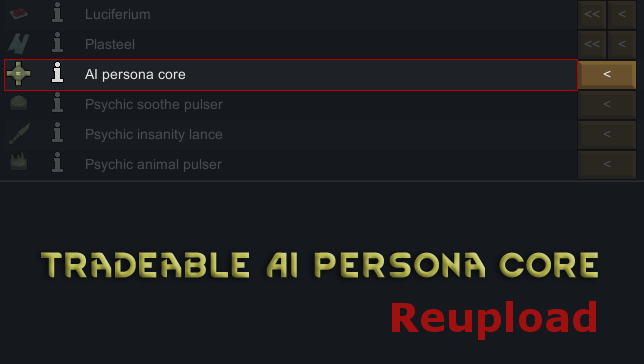 Luciferium << <
Plasteel << <
AI persona core <
Psychic soothe pulser <
Psychic insanity lance <
Psychic animal pulser <
TRADEABLE AI PERSONA CORE
Reupload